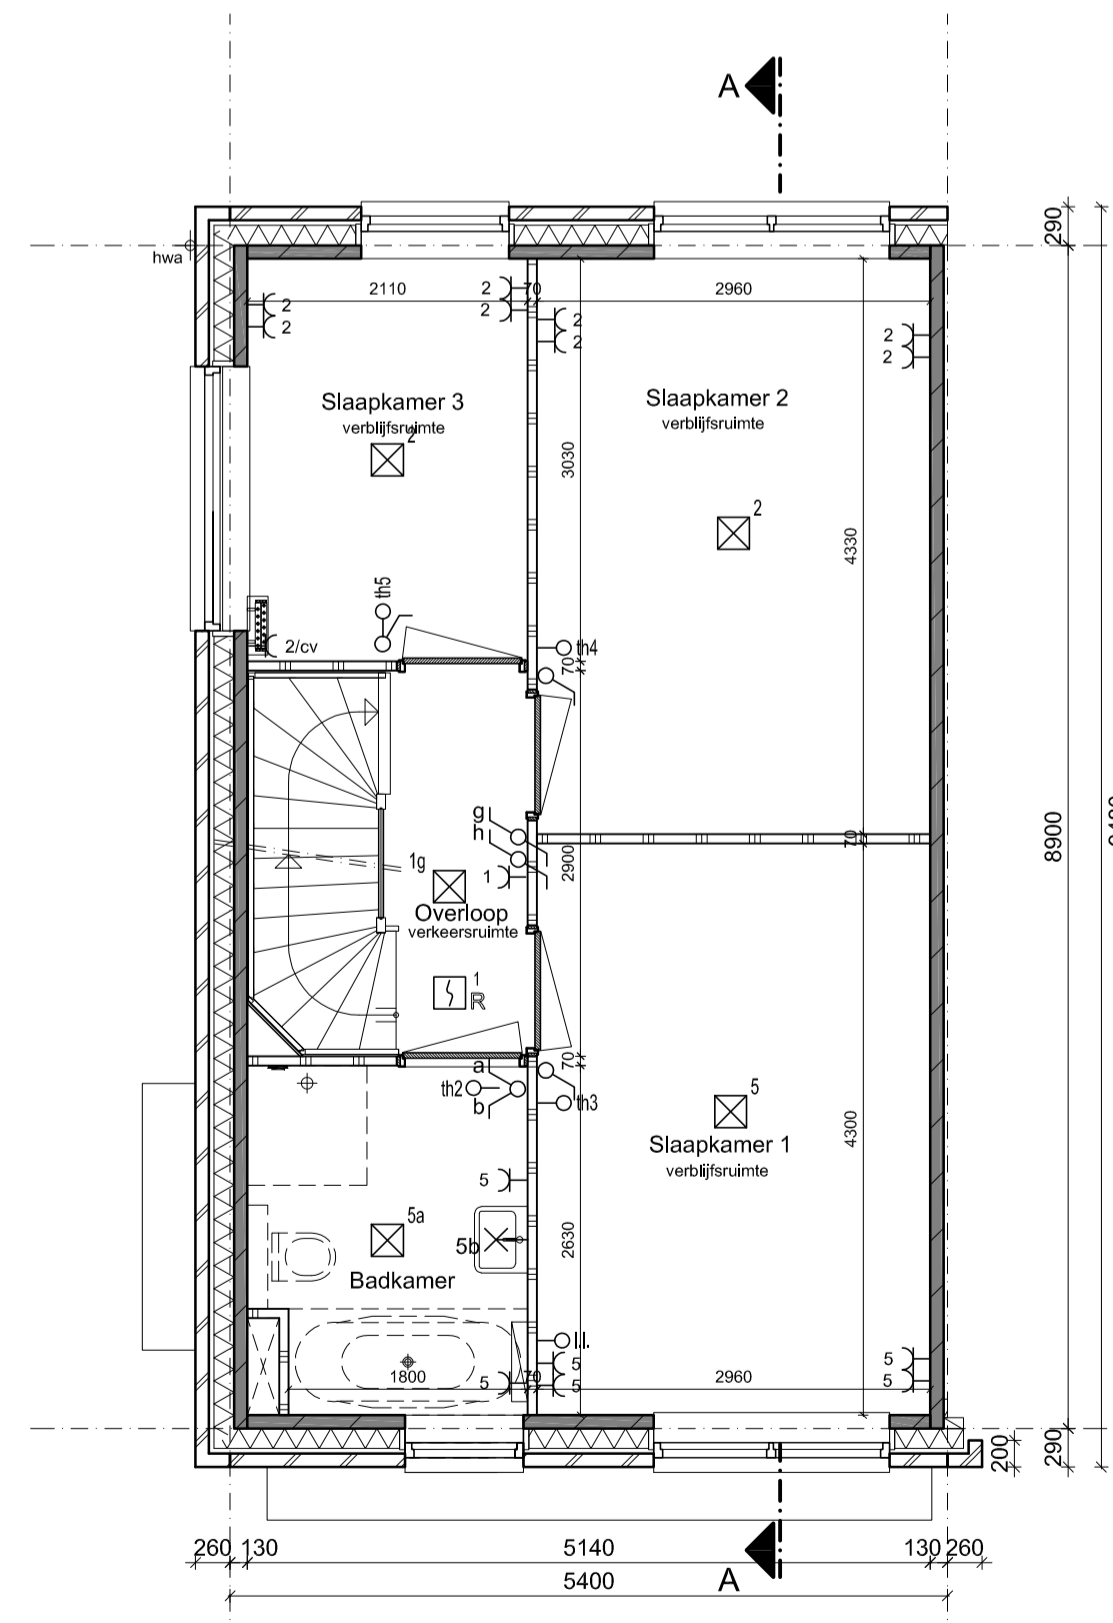 A
290
hwa
2110
70
2960
2
2
2
2
2
2
2
2
Slaapkamer 3
verblijfsruimte
2
Slaapkamer 2
verblijfsruimte
2
3030
4330
th5
2/cv
th4
70
g
h
1
1g
2900
70
8900
Overloop
verkeersruimte
1
R
a
th2
b
70
th3
5
Slaapkamer 1
verblijfsruimte
4300
5
5a
5b
Badkamer
2630
I.I.
5
5
5
5
5
1800
70
2960
200
290
260
130
5140
130
260
5400
A